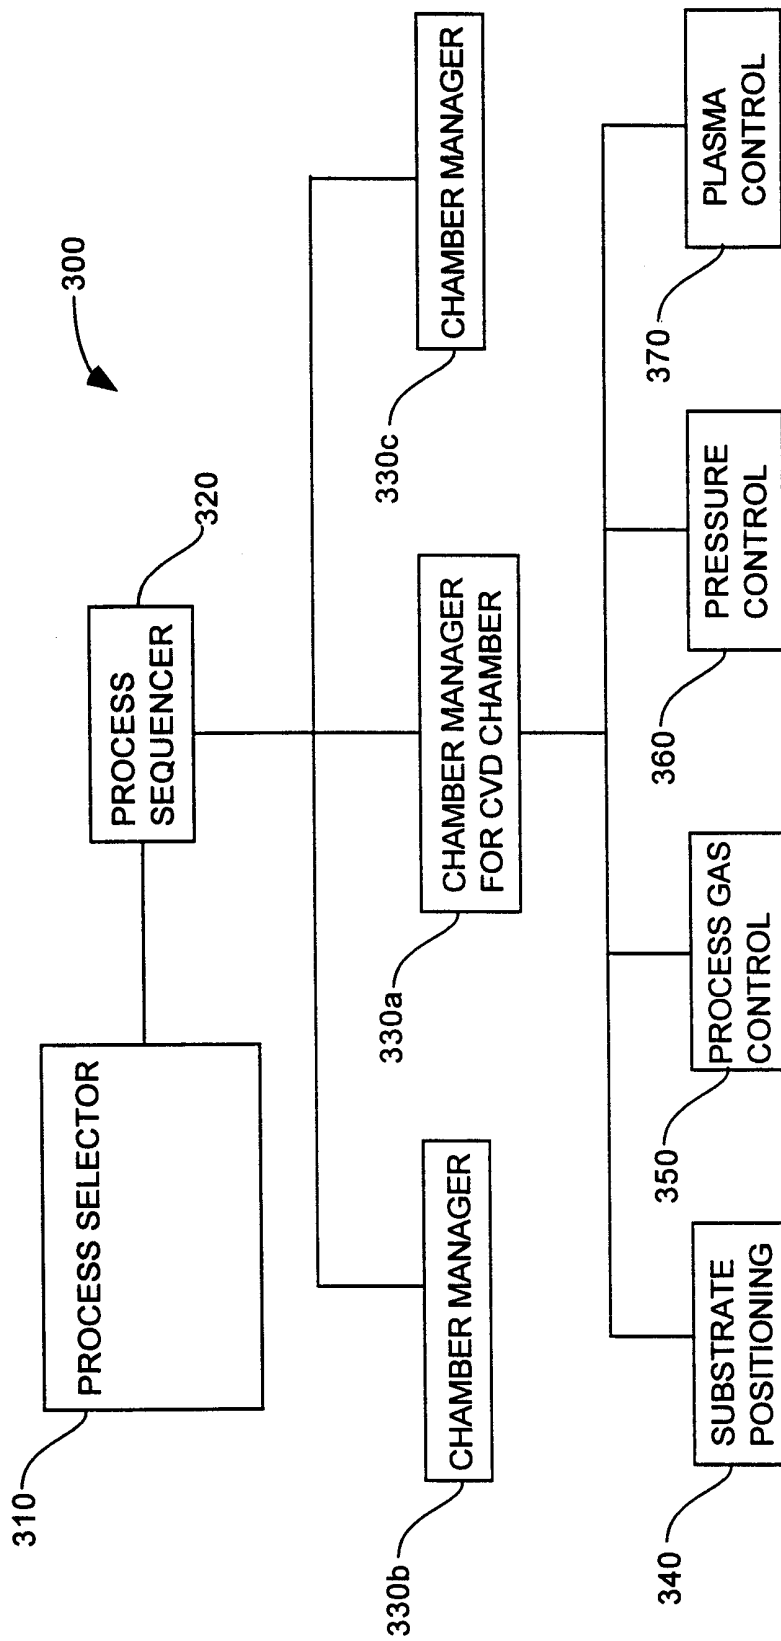 300
310
PROCESS SELECTOR
PROCESS
SEQUENCER
320
330b
CHAMBER MANAGER
330a
CHAMBER MANAGER
FOR CVD CHAMBER
330c
CHAMBER MANAGER
340
SUBSTRATE
POSITIONING
350
PROCESS GAS
CONTROL
360
PRESSURE
CONTROL
370
PLASMA
CONTROL